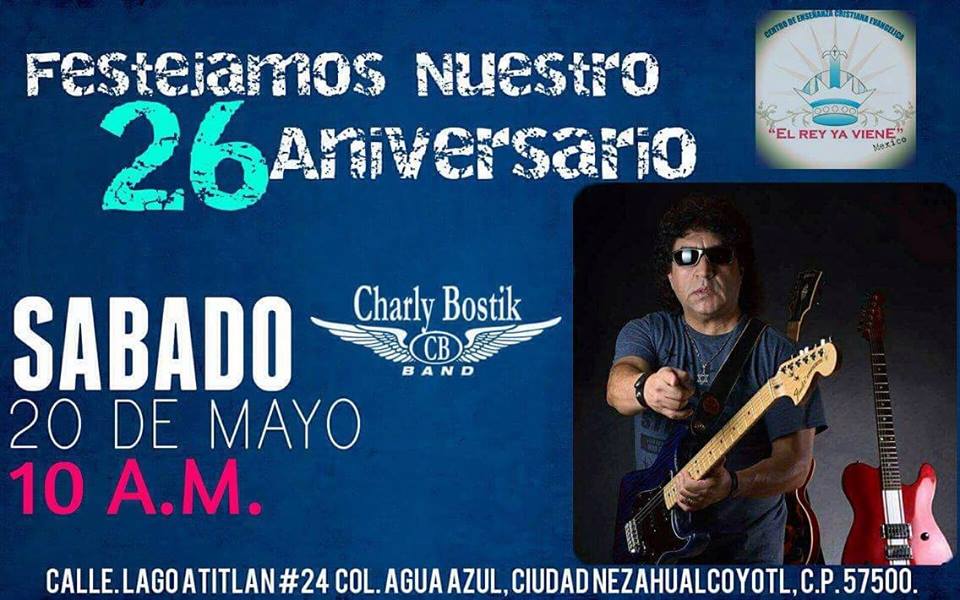 CENTRO DE ENSEÑANZA CRISTIANA EVANGELICA
"EL REY YA VIENE"
Mexico
Festejamos Nuestro
26 Aniversario
SABADO
20 DE MAYO
10 A.M.
Charly Bostik
CB
BAND
CALLE. LAGO ATITLAN #24 COL. AGUA AZUL, CIUDAD NEZAHUALCOYOTL, C.P. 57500.